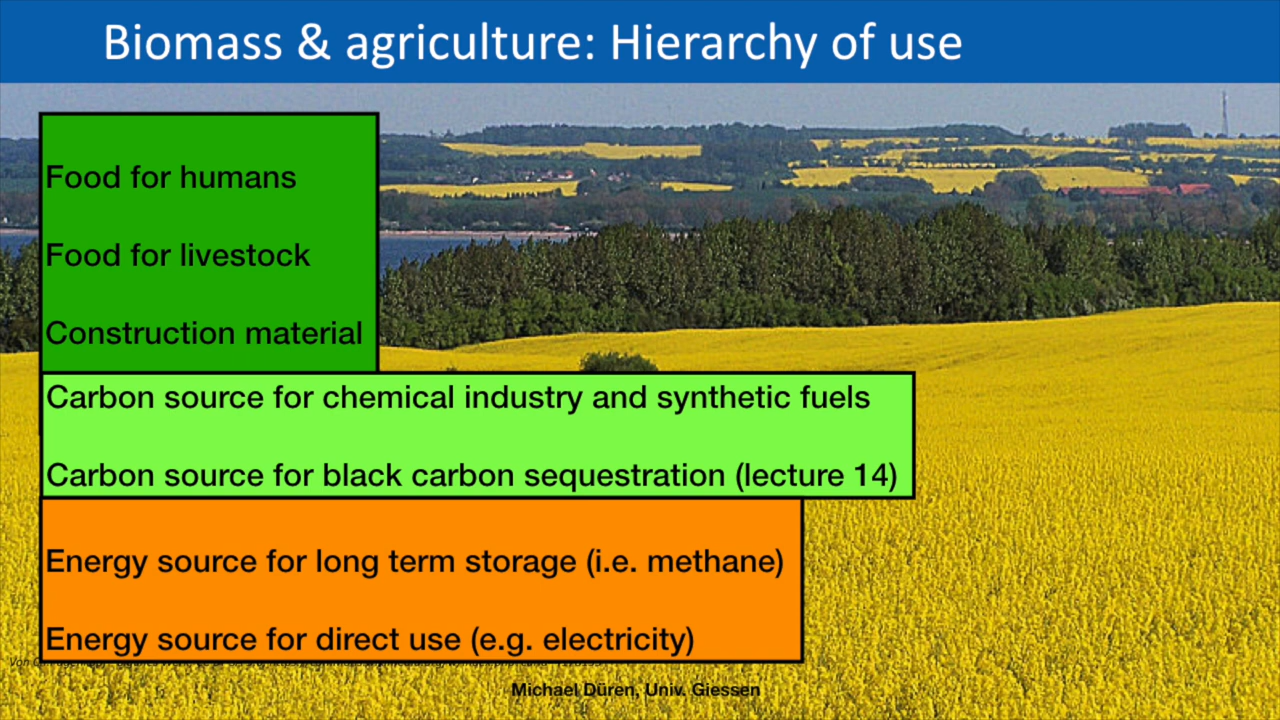 Biomass & agriculture: Hierarchy of use
Food for humans
Food for livestock
Construction material
Carbon source for chemical industry and synthetic fuels
Carbon source for black carbon sequestration (lecture 14)
Energy source for long term storage (i.e. methane)
Energy source for direct use (e.g. electricity)
Von
Michael Düren, Univ. Giessen